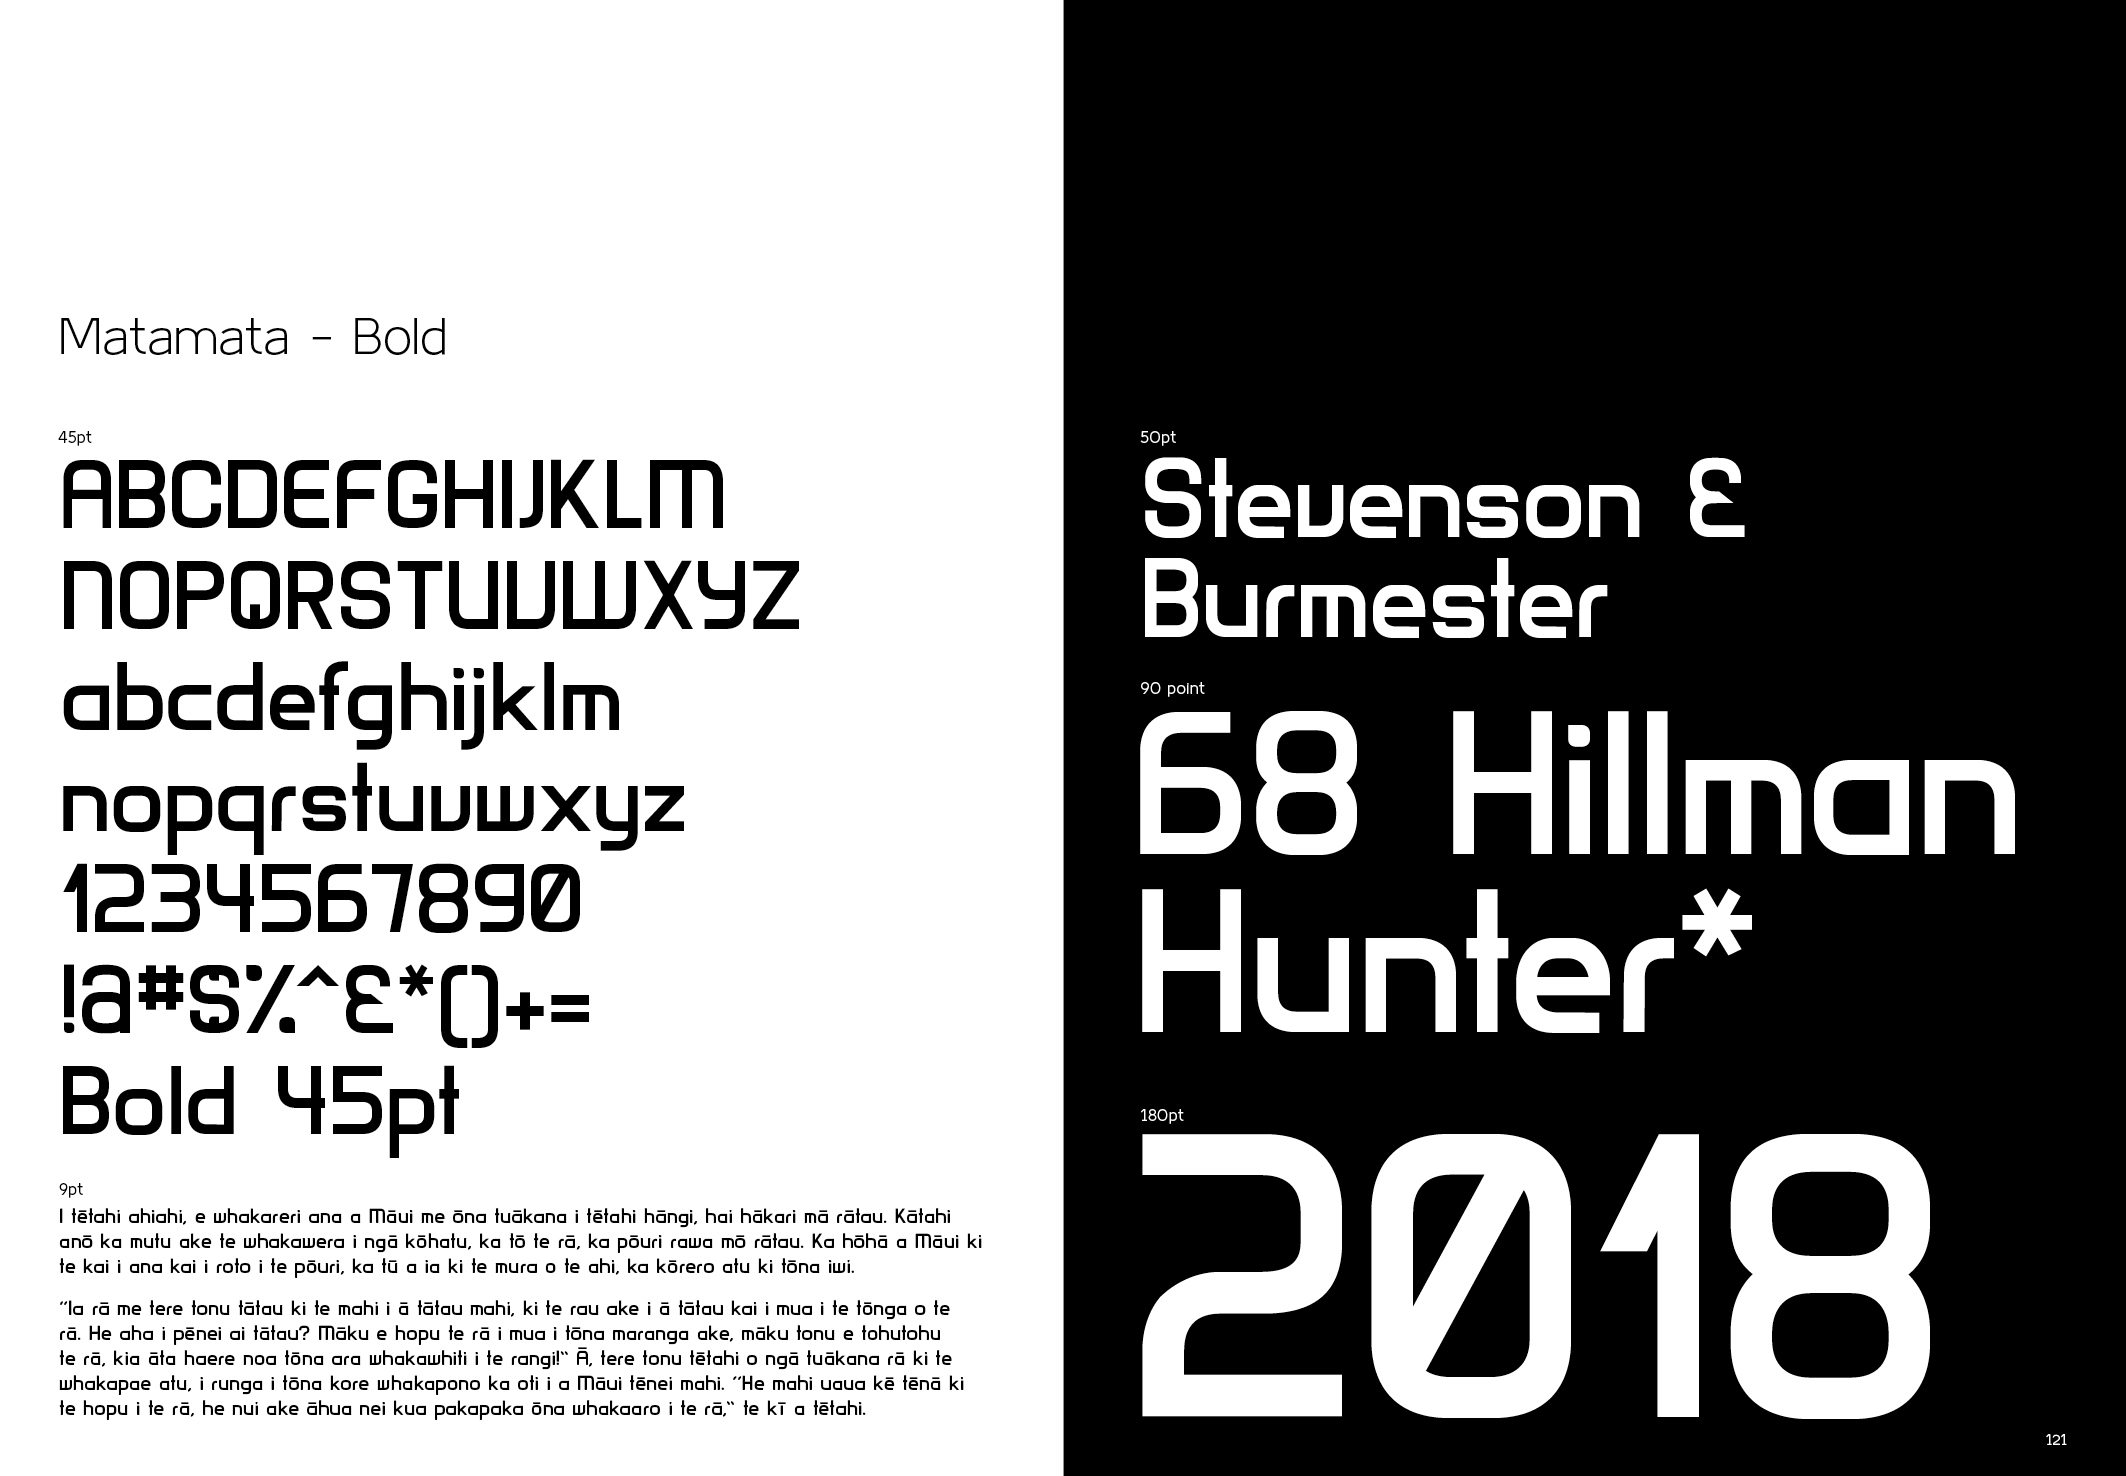 Matamata - Bold
45pt
ABCDEFGHIJKLM
NOPQRSTUVWXYZ
abcdefghijklm
nopqrstuvwxyz
1234567890
!@#$%^&*()+=
Bold 45pt
9pt
I tētahi ahiahi, e whakareri ana a Māui me ōna tuākana i tētahi hāngi, hai hākari mā rātau. Kātahi
anō ka mutu ake te whakawera i ngā kōhatu, ka tō te rā, ka pōuri rawa mō rātau. Ka hōhā a Māui ki
te kai i ana kai i roto i te pōuri, ka tū a ia ki te mura o te ahi, ka kōrero atu ki tōna iwi.
“Ia rā me tere tonu tātau ki te mahi i ā tātau mahi, ki te rau ake i ā tātau kai i mua i te tōnga o te
rā. He aha i pēnei ai tātau? Māku e hopu te rā i mua i tōna maranga ake, māku tonu e tohutohu
te rā, kia āta haere noa tōna ara whakawhiti i te rangi!“ Ā, tere tonu tētahi o ngā tuākana rā ki te
whakapae atu, i runga i tōna kore whakapono ka oti i a Māui tēnei mahi. “He mahi uaua kē tēnā ki
te hopu i te rā, he nui ake āhua nei kua pakapaka ōna whakaaro i te rā,“ te kī a tētahi.
50pt
Stevenson &
Burmester
90 point
68 Hillman
Hunter*
180pt
2018
121